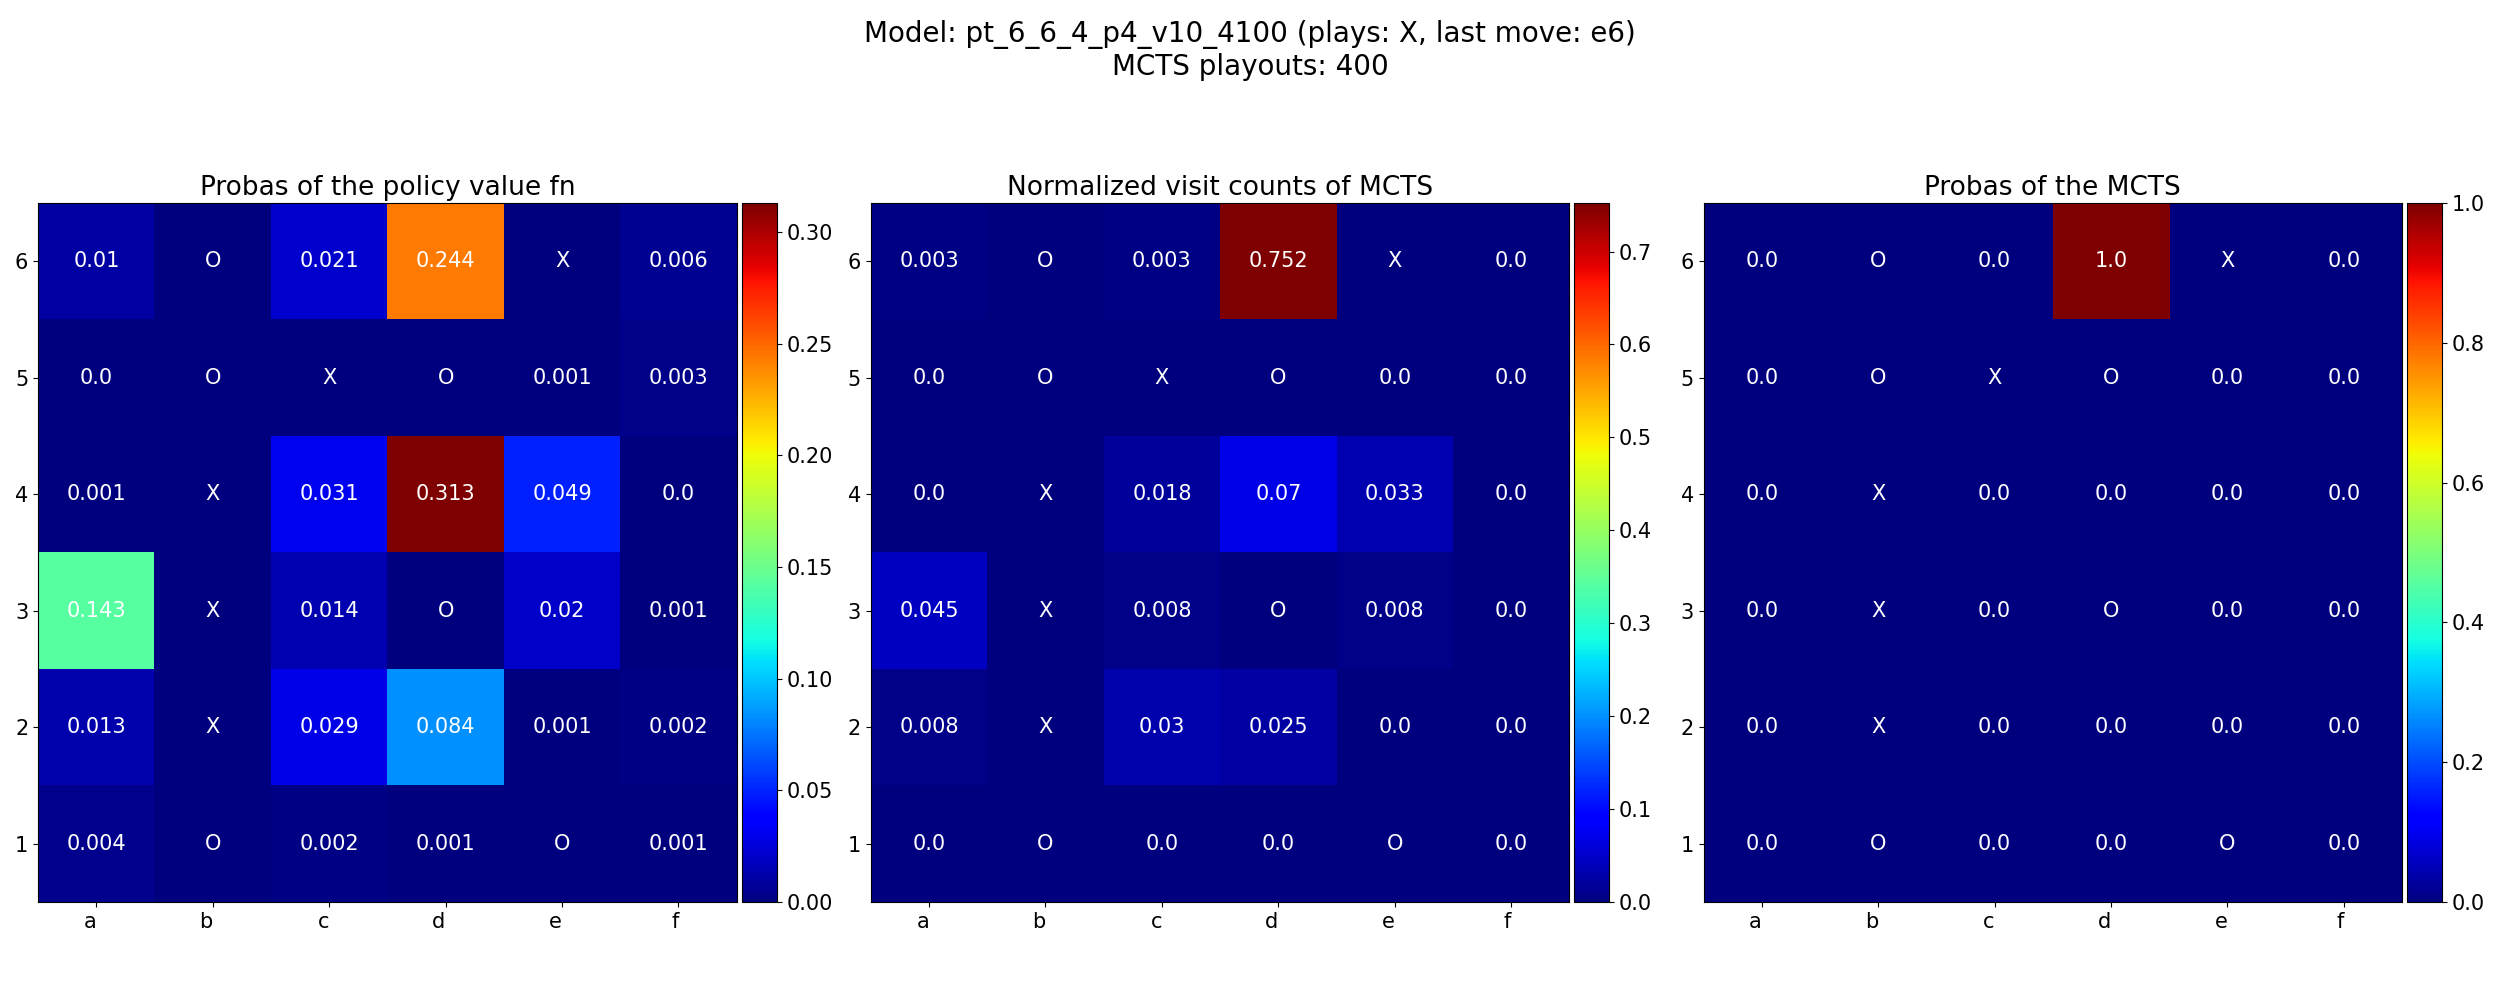 Model: pt_6_6_4_p4_v10_4100 (plays: X, last move: e6)
MCTS playouts: 400
Probas of the policy value fn
6 0.01 O 0.021 0.244 X 0.006
5 0.0 O X O 0.001 0.003
4 0.001 X 0.031 0.313 0.049 0.0
3 0.143 X 0.014 O 0.02 0.001
2 0.013 X 0.029 0.084 0.001 0.002
1 0.004 O 0.002 0.001 O 0.001
a b c d e f
0.30
0.25
0.20
0.15
0.10
0.05
0.00
Normalized visit counts of MCTS
6 0.003 O 0.003 0.752 X 0.0
5 0.0 O X O 0.0 0.0
4 0.0 X 0.018 0.07 0.033 0.0
3 0.045 X 0.008 O 0.008 0.0
2 0.008 X 0.03 0.025 0.0 0.0
1 0.0 O 0.0 0.0 O 0.0
a b c d e f
0.7
0.6
0.5
0.4
0.3
0.2
0.1
0.0
Probas of the MCTS
6 0.0 O 0.0 1.0 X 0.0
5 0.0 O X O 0.0 0.0
4 0.0 X 0.0 0.0 0.0 0.0
3 0.0 X 0.0 O 0.0 0.0
2 0.0 X 0.0 0.0 0.0 0.0
1 0.0 O 0.0 0.0 O 0.0
a b c d e f
1.0
0.8
0.6
0.4
0.2
0.0